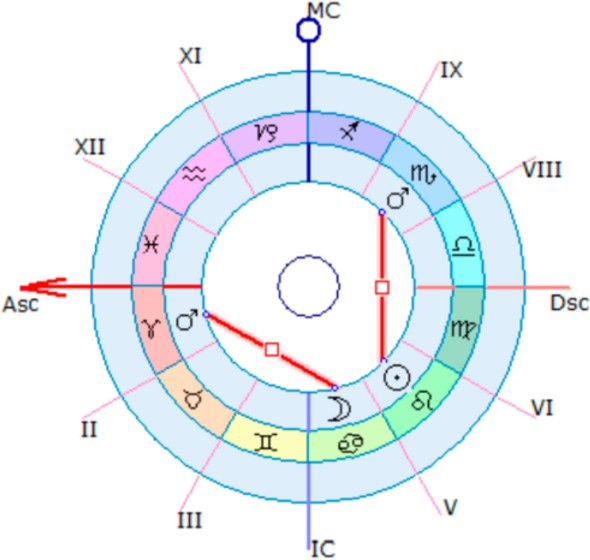 MC
XI
IX
♑ ♐
XII
♒ ♏
VIII
♂
♓ ♎
Asc
Dsc
♂
♈ ♍
☉
♉ ♌
II
VI
☽
♊ ♋
III
V
IC